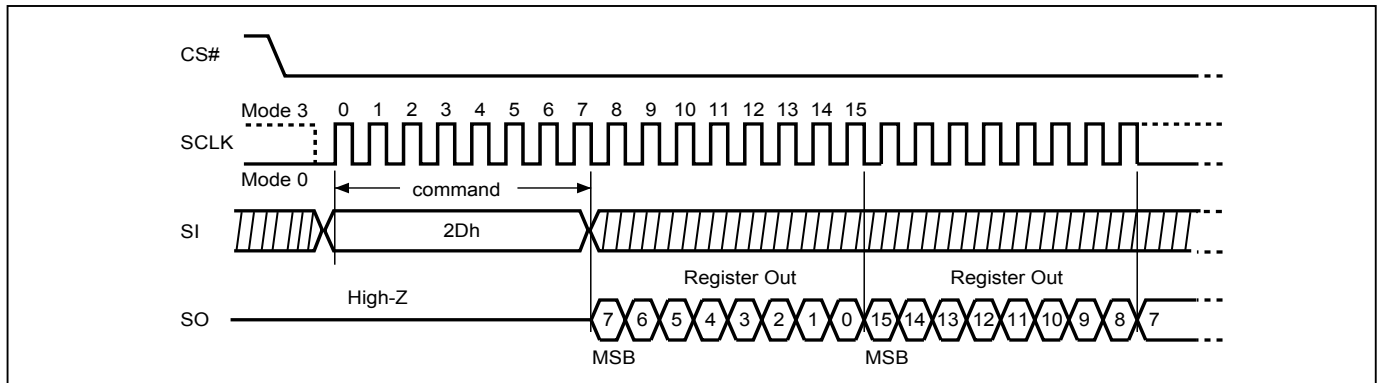 CS#
Mode 3 0 1 2 3 4 5 6 7 8 9 10 11 12 13 14 15
SCLK
Mode 0
command
SI 2Dh
Register Out Register Out
High-Z
SO 7 6 5 4 3 2 1 0 15 14 13 12 11 10 9 8 7
MSB MSB